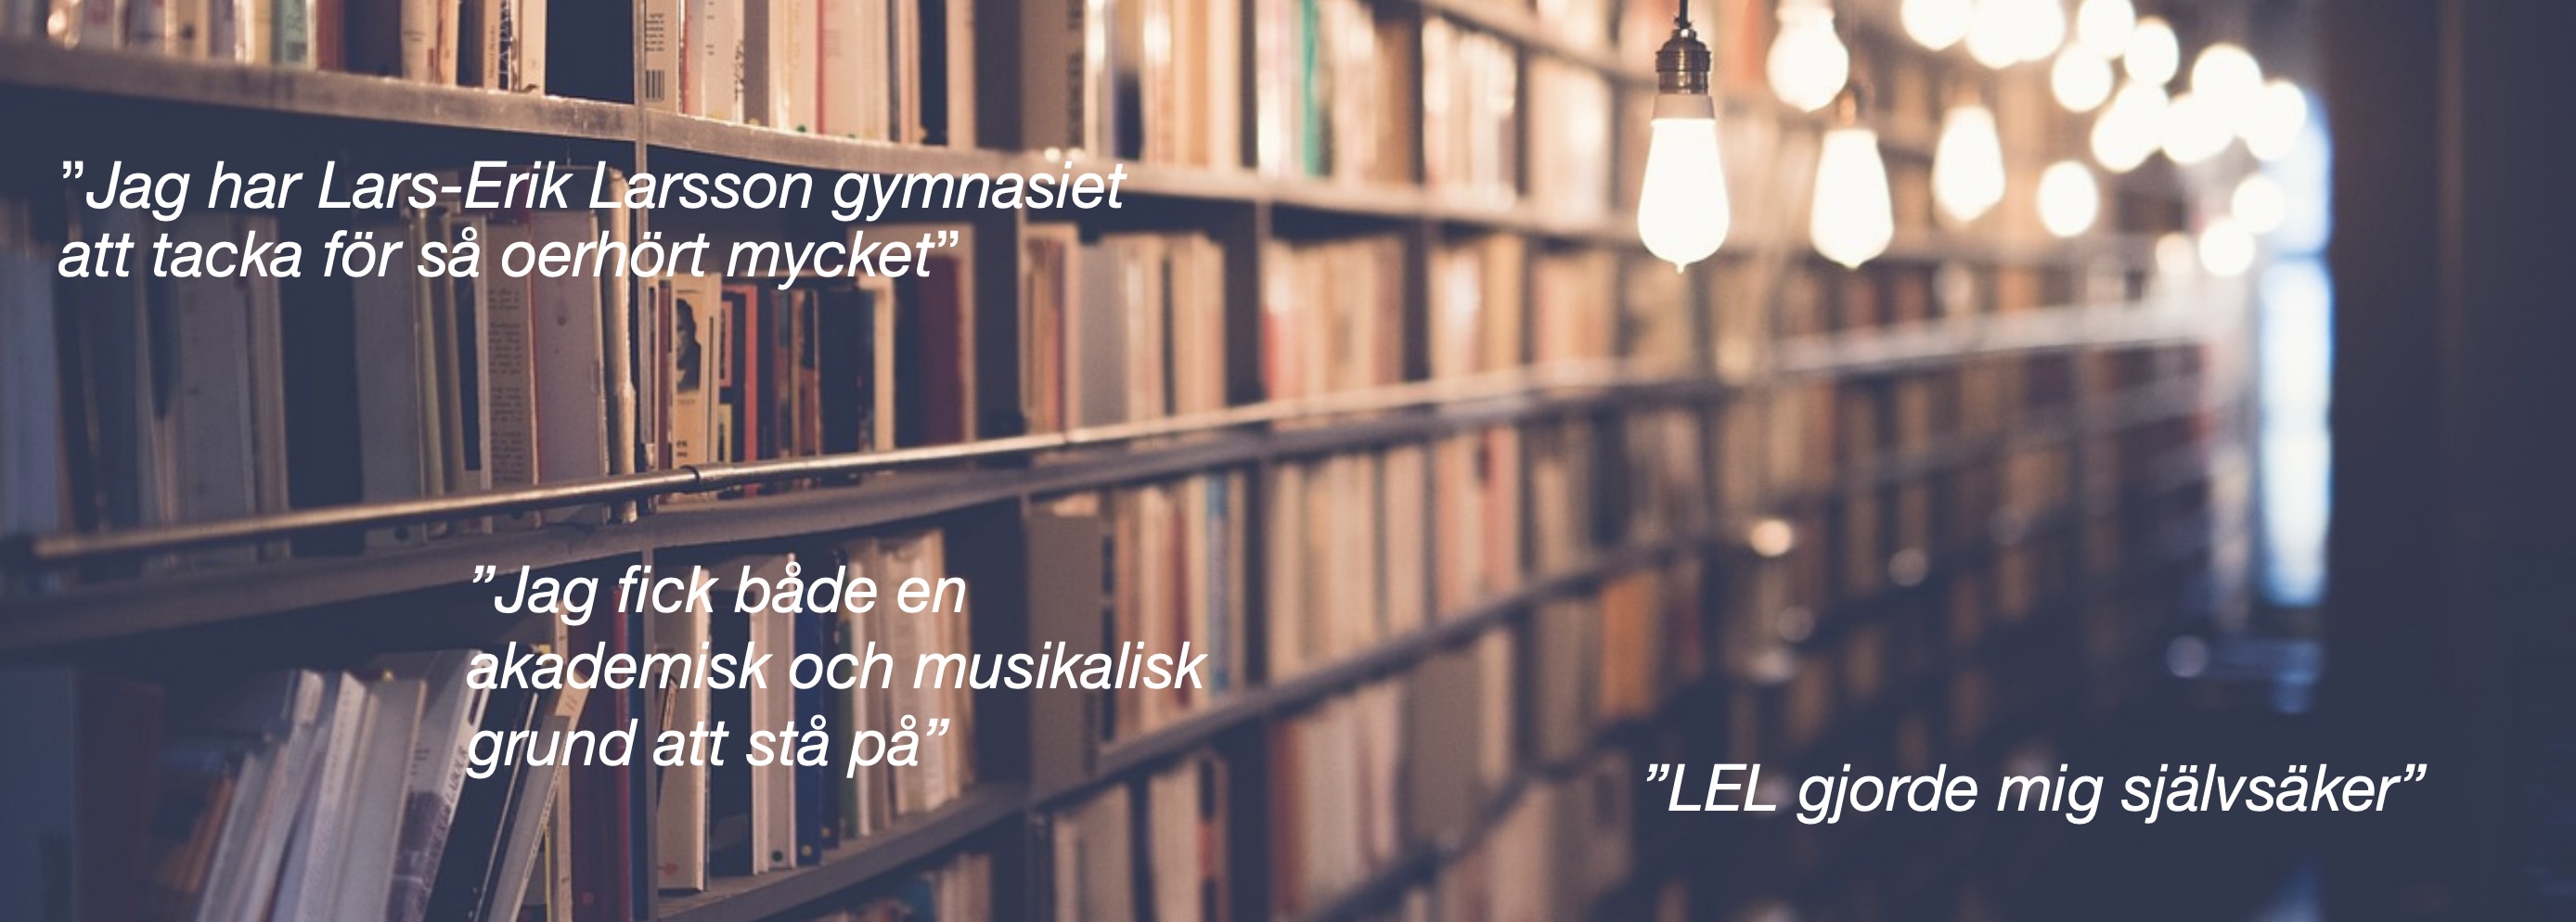 ”Jag har Lars-Erik Larsson gymnasiet
att tacka för så oerhört mycket”
”Jag fick både en
akademisk och musikalisk
grund att stå på”
”LEL gjorde mig självsäker”